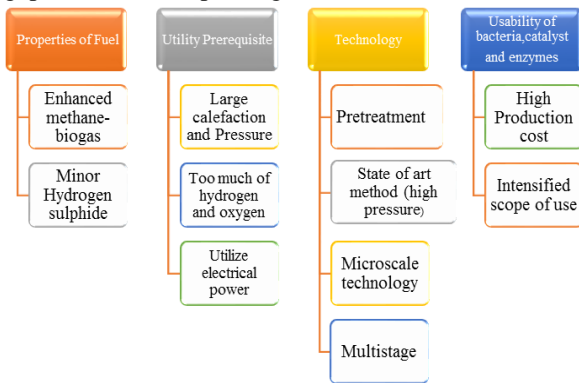 Properties of Fuel
Enhanced
methane-
biogas
Minor
Hydrogen
sulphide
Utility Prerequisite
Large
calefaction
and Pressure
Too much of
hydrogen
and oxygen
Utilize
electrical
power
Technology
Pretreatment
State of art
method (high
pressure)
Microscale
technology
Multistage
Usability of
bacteria,catalyst
and enzymes
High
Production
cost
Intensified
scope of use